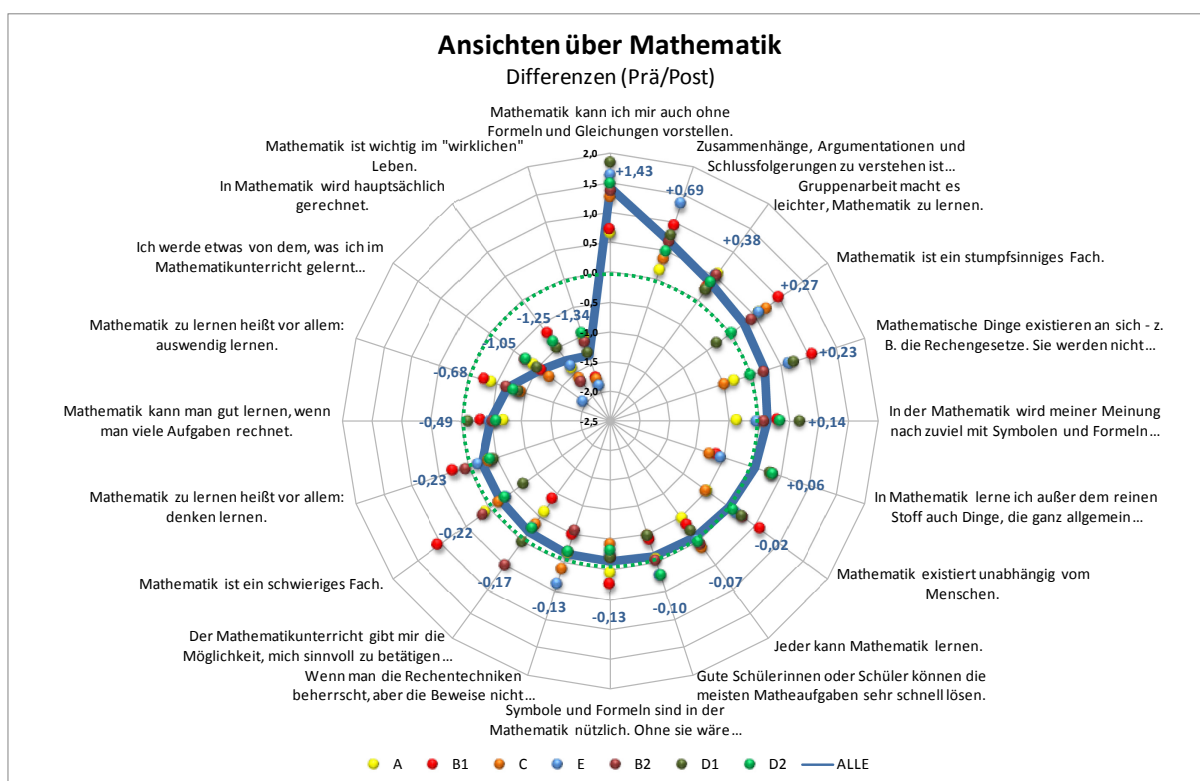 Ansichten über Mathematik
Differenzen (Prä/Post)
Mathematik kann ich mir auch ohne
Formeln und Gleichungen vorstellen.
Zusammenhänge, Argumentationen und
Schlussfolgerungen zu verstehen ist…
Gruppenarbeit macht es
leichter, Mathematik zu lernen.
Mathematik ist ein stumpfsinniges Fach.
Mathematische Dinge existieren an sich - z.
B. die Rechengesetze. Sie werden nicht…
In der Mathematik wird meiner Meinung
nach zuviel mit Symbolen und Formeln…
In Mathematik lerne ich außer dem reinen
Stoff auch Dinge, die ganz allgemein…
Mathematik existiert unabhängig vom
Menschen.
Jeder kann Mathematik lernen.
Gute Schülerinnen oder Schüler können die
meisten Matheaufgaben sehr schnell lösen.
Symbole und Formeln sind in der
Mathematik nützlich. Ohne sie wäre…
Wenn man die Rechentechniken
beherrscht, aber die Beweise nicht…
Der Mathematikunterricht gibt mir die
Möglichkeit, mich sinnvoll zu betätigen…
Mathematik ist ein schwieriges Fach.
Mathematik zu lernen heißt vor allem:
denken lernen.
Mathematik kann man gut lernen, wenn
man viele Aufgaben rechnet.
Mathematik zu lernen heißt vor allem:
auswendig lernen.
Ich werde etwas von dem, was ich im
Mathematikunterricht gelernt…
In Mathematik wird hauptsächlich
gerechnet.
Mathematik ist wichtig im "wirklichen"
Leben.
2,0
1,5
1,0
0,5
0,0
-0,5
-1,0
-1,5
-2,0
-2,5
+1,43
+0,69
+0,38
+0,27
+0,23
+0,14
+0,06
-0,02
-0,07
-0,10
-0,13
-0,13
-0,17
-0,22
-0,23
-0,49
-0,68
-1,05
-1,25
-1,34
A B1 C E B2 D1 D2 ALLE